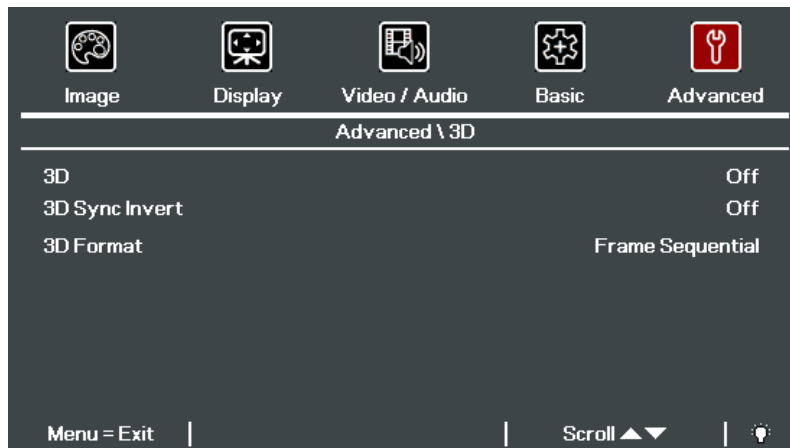 Image Display Video / Audio Basic Advanced
Advanced \ 3D
3D Off
3D Sync Invert Off
3D Format Frame Sequential
Menu = Exit Scroll ▲▼